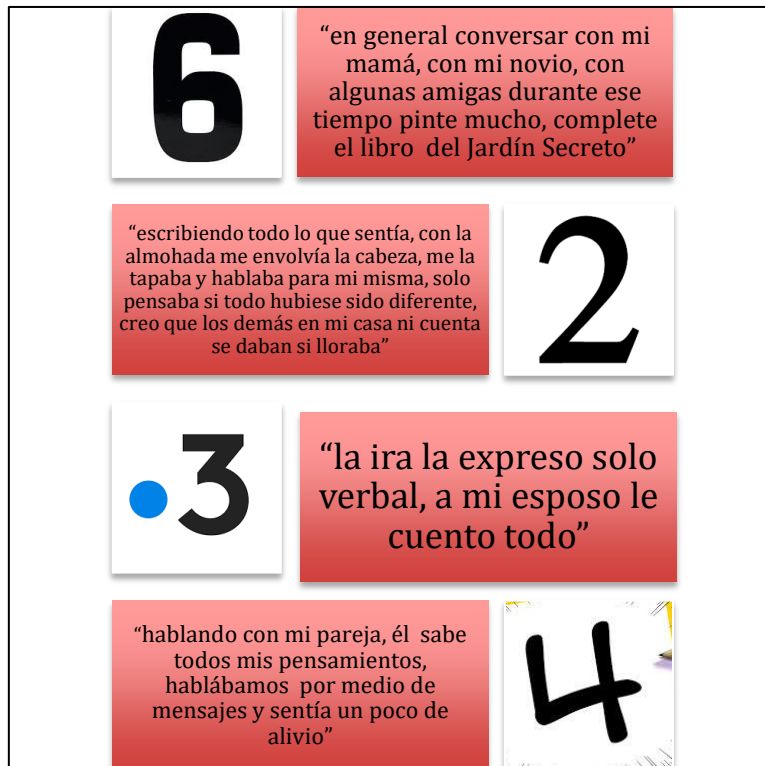 6
“en general conversar con mi
mamá, con mi novio, con
algunas amigas durante ese
tiempo pinte mucho, complete
el libro del Jardín Secreto”
“escribiendo todo lo que sentía, con la
almohada me envolvía la cabeza, me la
tapaba y hablaba para mi misma, solo
pensaba si todo hubiese sido diferente,
creo que los demás en mi casa ni cuenta
se daban si lloraba”
2
3
“la ira la expreso solo
verbal, a mi esposo le
cuento todo”
“hablando con mi pareja, él sabe
todos mis pensamientos,
hablábamos por medio de
mensajes y sentía un poco de
alivio”
4